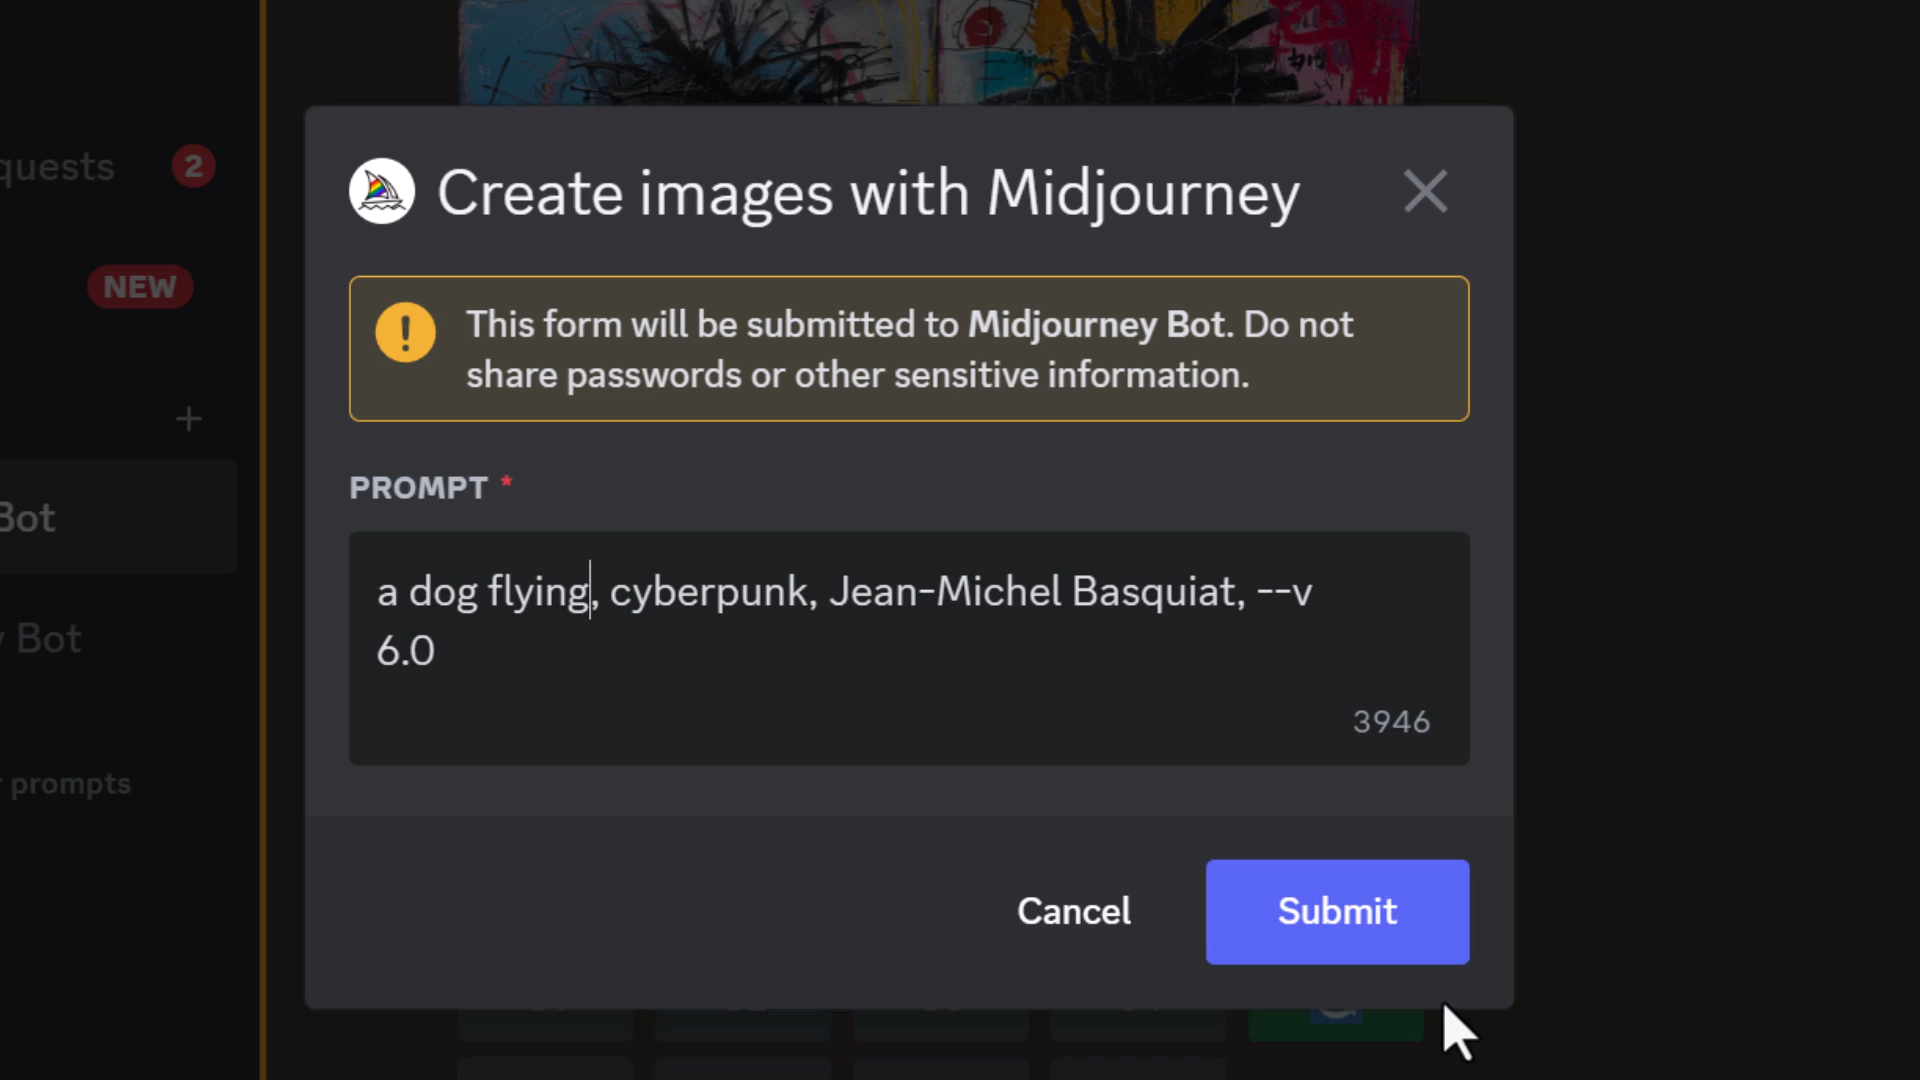 quests 2
Create images with Midjourney
NEW
This form will be submitted to Midjourney Bot. Do not
share passwords or other sensitive information.
+
PROMPT *
Bot
a dog flying, cyberpunk, Jean-Michel Basquiat, --v
6.0
Bot
3946
prompts
Cancel
Submit